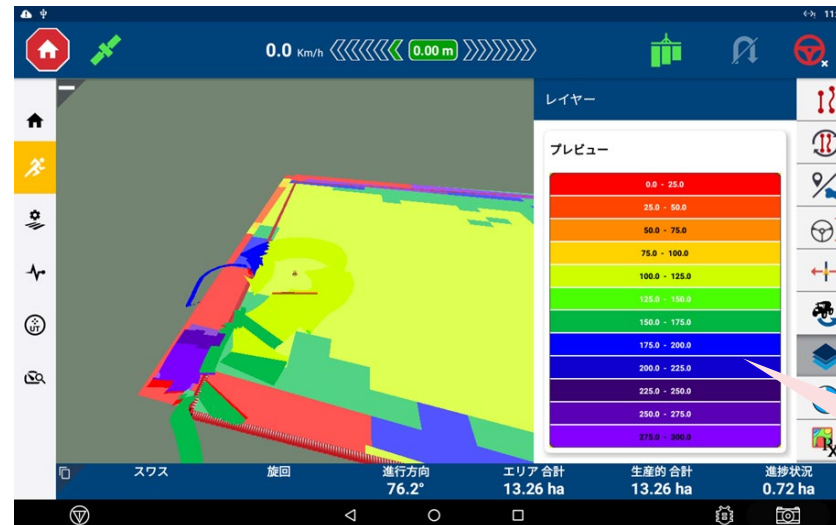 11:
0.0 Km/h
0.00 m
レイヤー
プレビュー
0.0 - 25.0
25.0 - 50.0
50.0 - 75.0
75.0 - 100.0
100.0 - 125.0
125.0 - 150.0
150.0 - 175.0
175.0 - 200.0
200.0 - 225.0
225.0 - 250.0
250.0 - 275.0
275.0 - 300.0
UT
Rx
スワス 旋回 進行方向 エリア 合計 生産的 合計 進捗状況
76.2° 13.26 ha 13.26 ha 0.72 ha